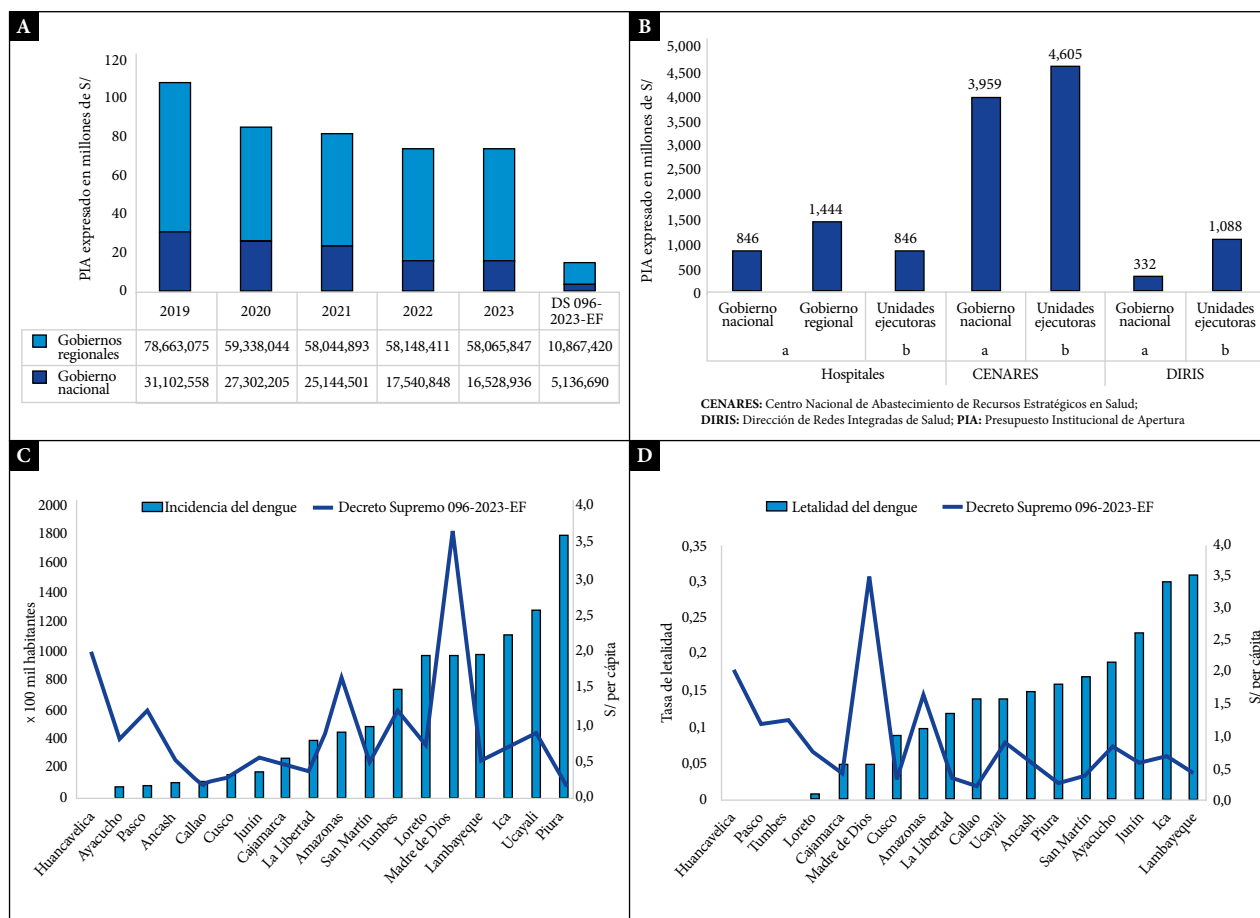 A
PIA expresado en millones de S/
120
100
80
60
40
20
0
2019 2020 2021 2022 2023 DS 096-
2023-EF
Gobiernos
regionales
78,663,075 59,338,044 58,044,893 58,148,411 58,065,847 10,867,420
Gobierno
nacional
31,102,558 27,302,205 25,144,501 17,540,848 16,528,936 5,136,690
B
PIA expresado en millones de S/
5,000
4,500
4,000
3,500
3,000
2,500
2,000
1,500
1,000
500
0
846
1,444
846
3,959
4,605
332
1,088
Gobierno
nacional
Gobierno
regional
Unidades
ejecutoras
Gobierno
nacional
Unidades
ejecutoras
Gobierno
nacional
Unidades
ejecutoras
a b a b a b
Hospitales CENARES DIRIS
CENARES: Centro Nacional de Abastecimiento de Recursos Estratégicos en Salud;
DIRIS: Dirección de Redes Integradas de Salud; PIA: Presupuesto Institucional de Apertura
C
Incidencia del dengue Decreto Supremo 096-2023-EF
x 100 mil habitantes
2000
1800
1600
1400
1200
1000
800
600
400
200
0
4,0
3,5
3,0
2,5
2,0
1,5
1,0
0,5
0,0
S/ per cápita
Huancavelica
Ayacucho
Pasco
Ancash
Callao
Cusco
Junín
Cajamarca
La Libertad
Amazonas
San Martín
Tumbes
Loreto
Madre de Dios
Lambayeque
Ica
Ucayali
Piura
D
Letalidad del dengue Decreto Supremo 096-2023-EF
Tasa de letalidad
0,35
0,3
0,25
0,2
0,15
0,1
0,05
0
4,0
3,5
3,0
2,5
2,0
1,5
1,0
0,5
0,0
S/ per cápita
Huancavelica
Pasco
Tumbes
Loreto
Cajamarca
Madre de Dios
Cusco
Amazonas
La Libertad
Callao
Ucayali
Ancash
Piura
San Martín
Ayacucho
Junín
Ica
Lambayeque